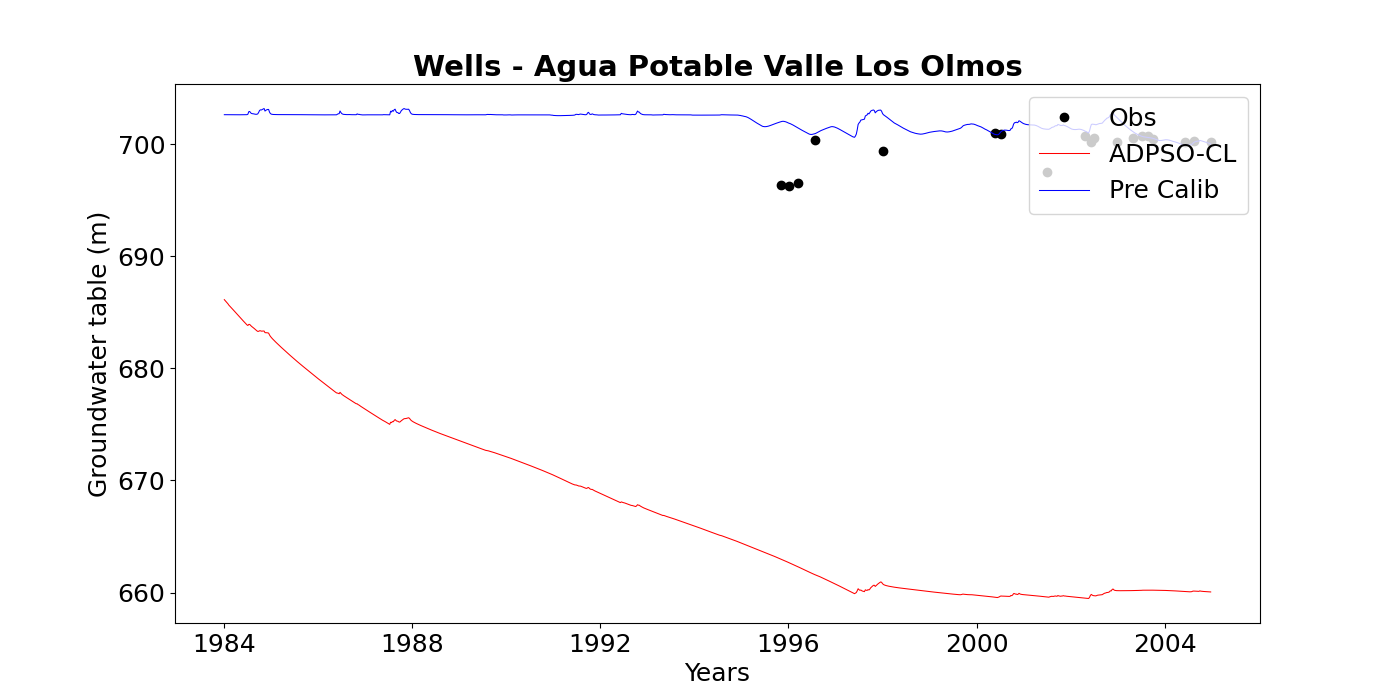 Wells - Agua Potable Valle Los Olmos
Groundwater table (m)
700
690
680
670
660
Obs
ADPSO-CL
Pre Calib
1984 1988 1992 1996 2000 2004
Years